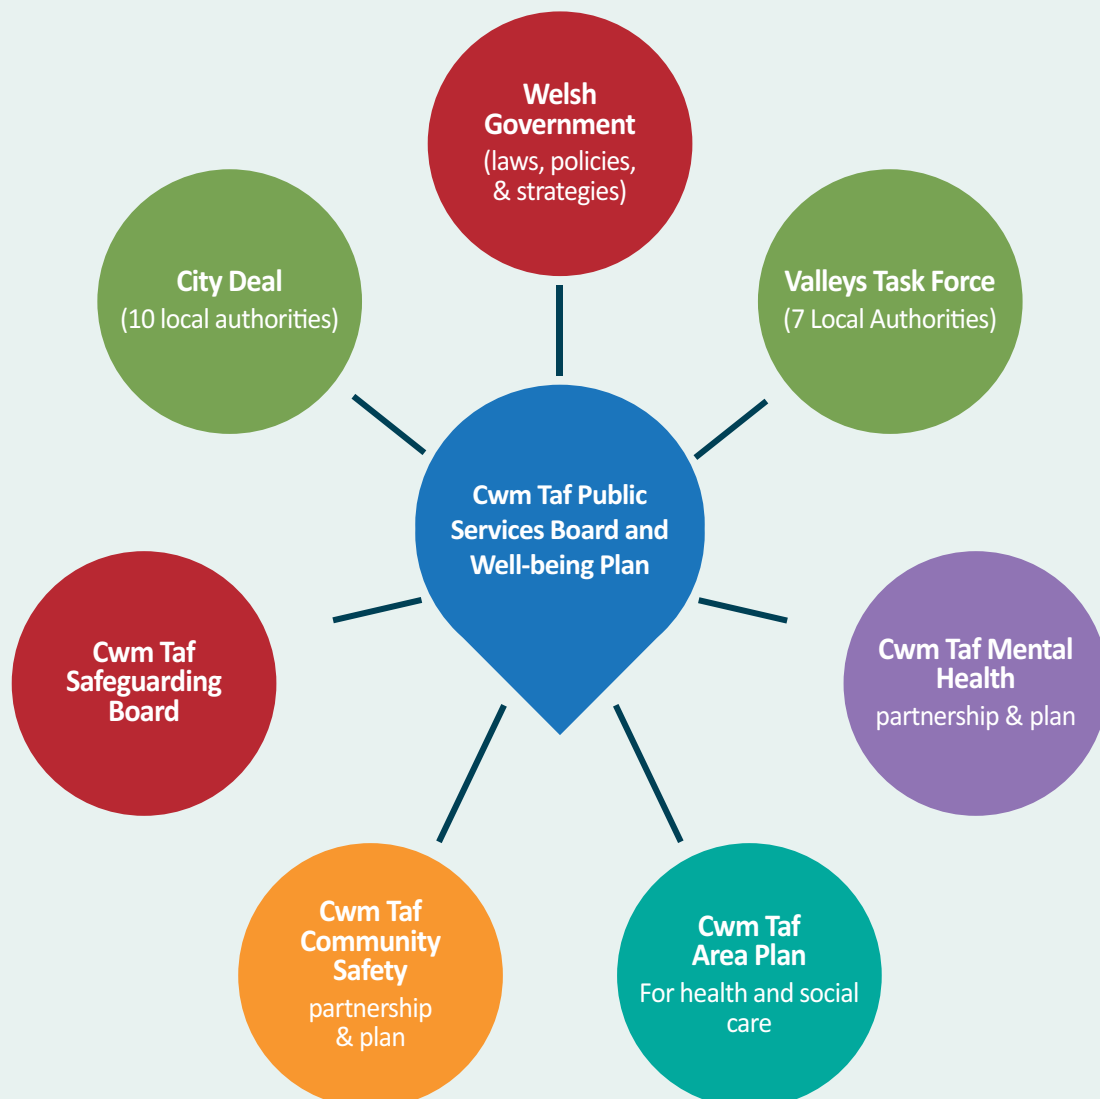 Welsh
Government
(laws, policies,
& strategies)
City Deal
(10 local authorities)
Valleys Task Force
(7 Local Authorities)
Cwm Taf Public
Services Board and
Well-being Plan
Cwm Taf
Safeguarding
Board
Cwm Taf Mental
Health
partnership & plan
Cwm Taf
Community
Safety
partnership
& plan
Cwm Taf
Area Plan
For health and social
care